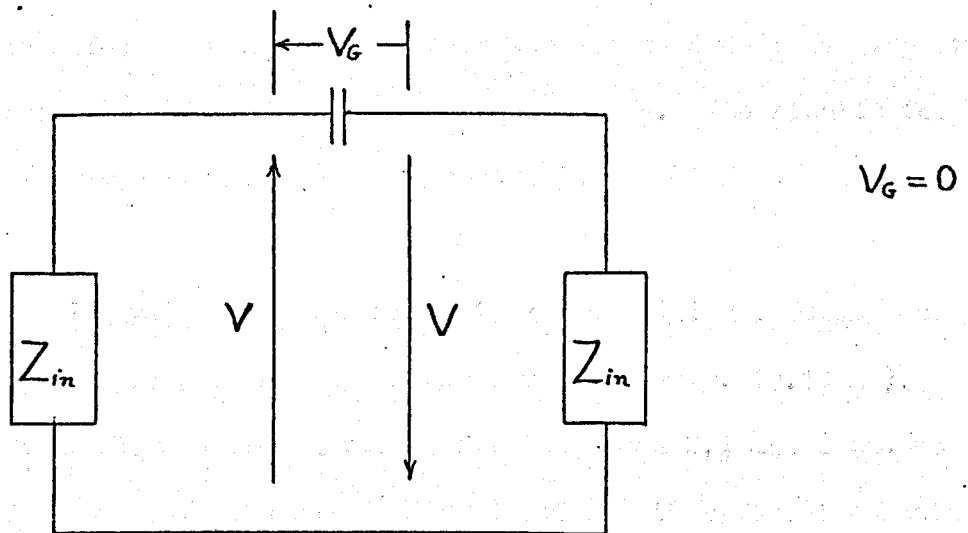 V_G
V_G = 0
V
V
Z_in
Z_in